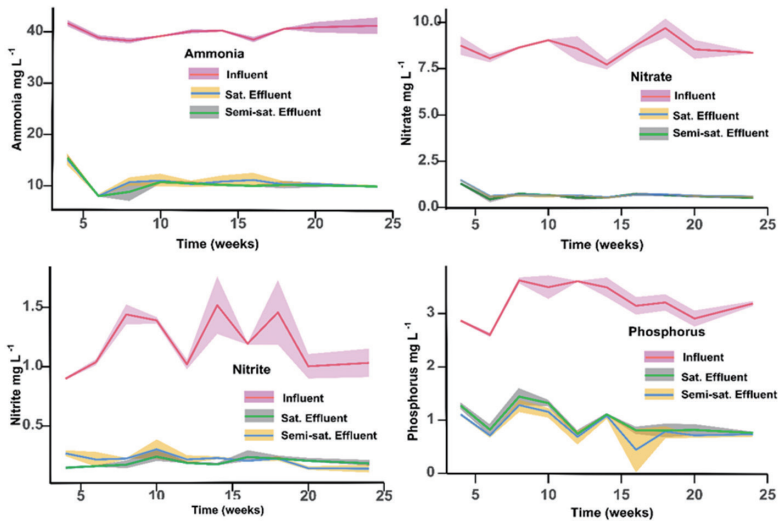 Ammonia mg L -1
40
30
20
10
Ammonia
Influent
Sat. Effluent
Semi-sat. Effluent
5
10
15
20
25
Time (weeks)
Nitrate mg L -1
10.0
7.5
5.0
2.5
0.0
Nitrate
Influent
Sat. Effluent
Semi-sat. Effluent
5
10
15
20
25
Time (weeks)
Nitrite mg L -1
1.5
1.0
0.5
Nitrite
Influent
Sat. Effluent
Semi-sat. Effluent
5
10
15
20
25
Time (weeks)
Phosphorus mg L -1
3
2
1
0
Phosphorus
Influent
Sat. Effluent
Semi-sat. Effluent
5
10
15
20
25
Time (weeks)